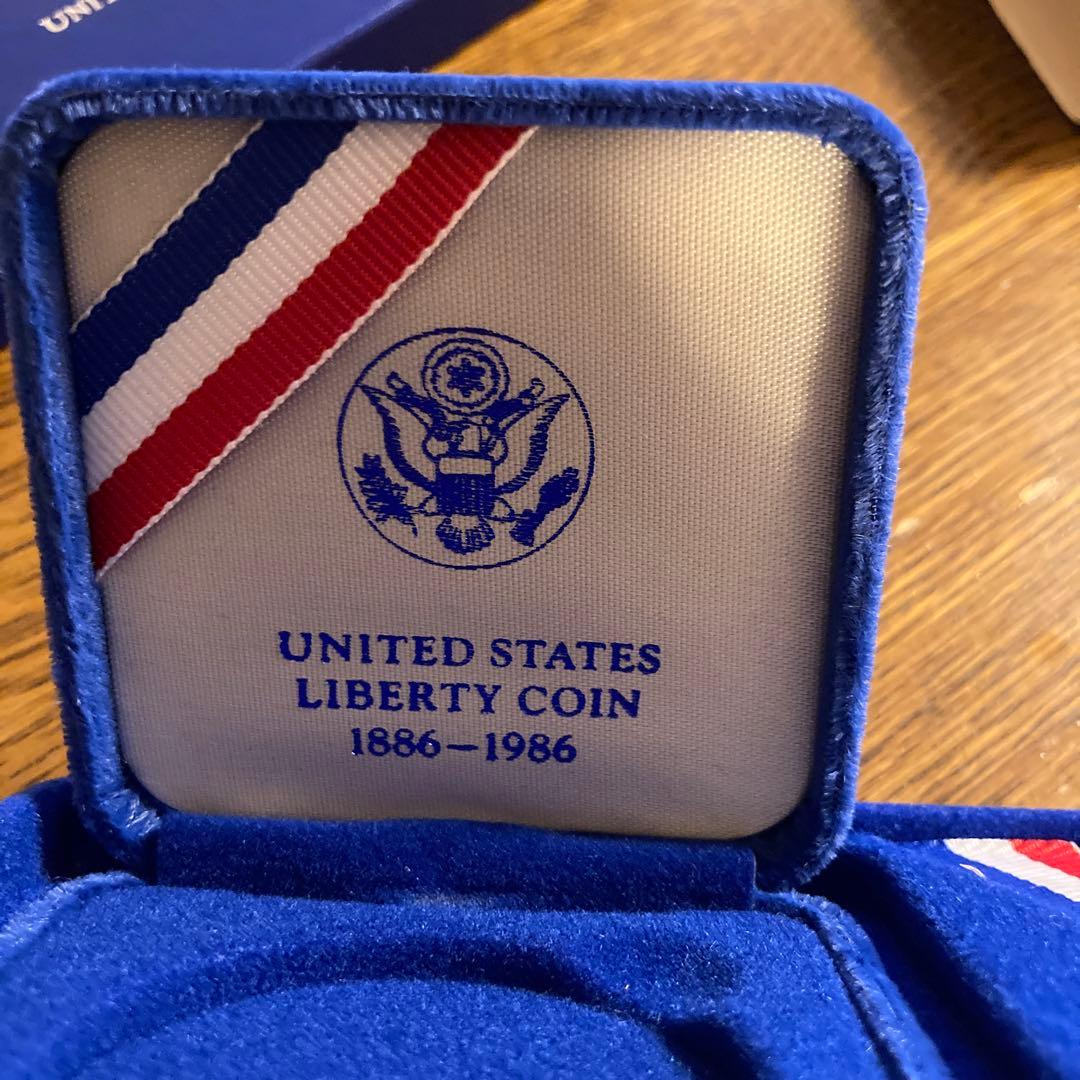 UNITED STATES
LIBERTY COIN
1886–1986